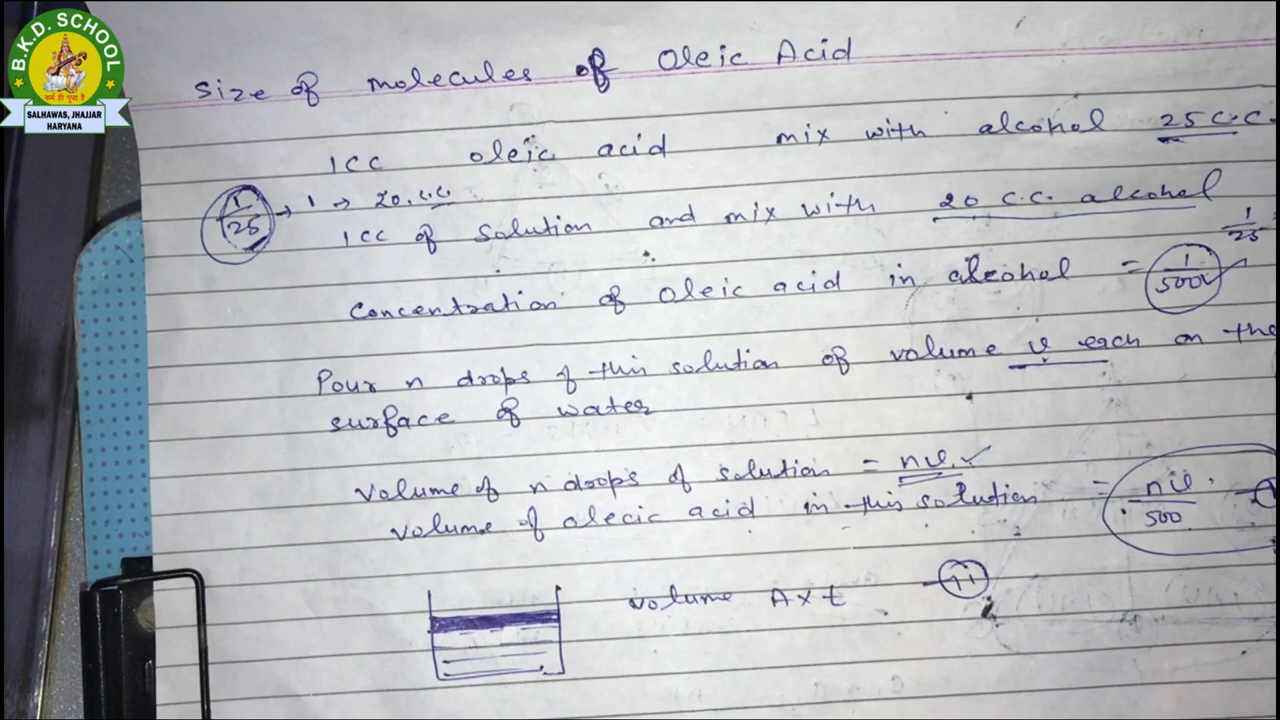 B.K.D. SCHOOL
कर्म ही पूजा है
SALHAWAS, JHAJJAR
HARYANA
Size of molecules of Oleic Acid
1CC oleic acid mix with alcohol 25C.C.
1/25 → 1 → 20.C.C.
1CC of solution and mix with 20 C.C. alcohol
1/25
Concentration of oleic acid in alcohol = 1/500
Pour n drops of this solution of volume v each on the
surface of water
Volume of n drops of solution = nv. ✓
volume of olecic acid in this solution = nv./500
volume A×t -(ii)